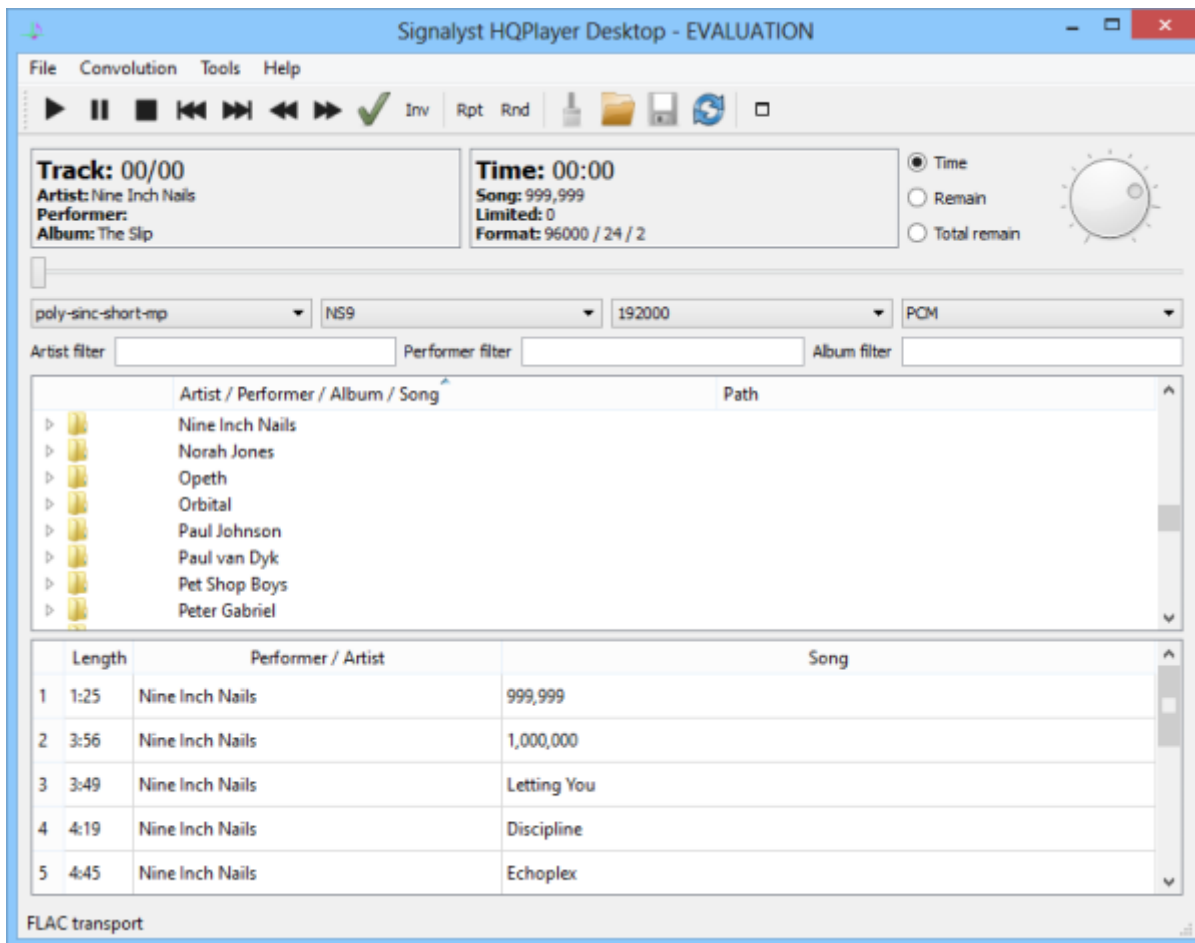 Signalyst HQPlayer Desktop - EVALUATION
File Convolution Tools Help
Inv Rpt Rnd
Track: 00/00
Artist: Nine Inch Nails
Performer:
Album: The Slip
Time: 00:00
Song: 999,999
Limited: 0
Format: 96000 / 24 / 2
Time
Remain
Total remain
poly-sinc-short-mp NS9 192000 PCM
Artist filter Performer filter Album filter
Artist / Performer / Album / Song Path
Nine Inch Nails
Norah Jones
Opeth
Orbital
Paul Johnson
Paul van Dyk
Pet Shop Boys
Peter Gabriel
Length Performer / Artist Song
1 1:25 Nine Inch Nails 999,999
2 3:56 Nine Inch Nails 1,000,000
3 3:49 Nine Inch Nails Letting You
4 4:19 Nine Inch Nails Discipline
5 4:45 Nine Inch Nails Echoplex
FLAC transport